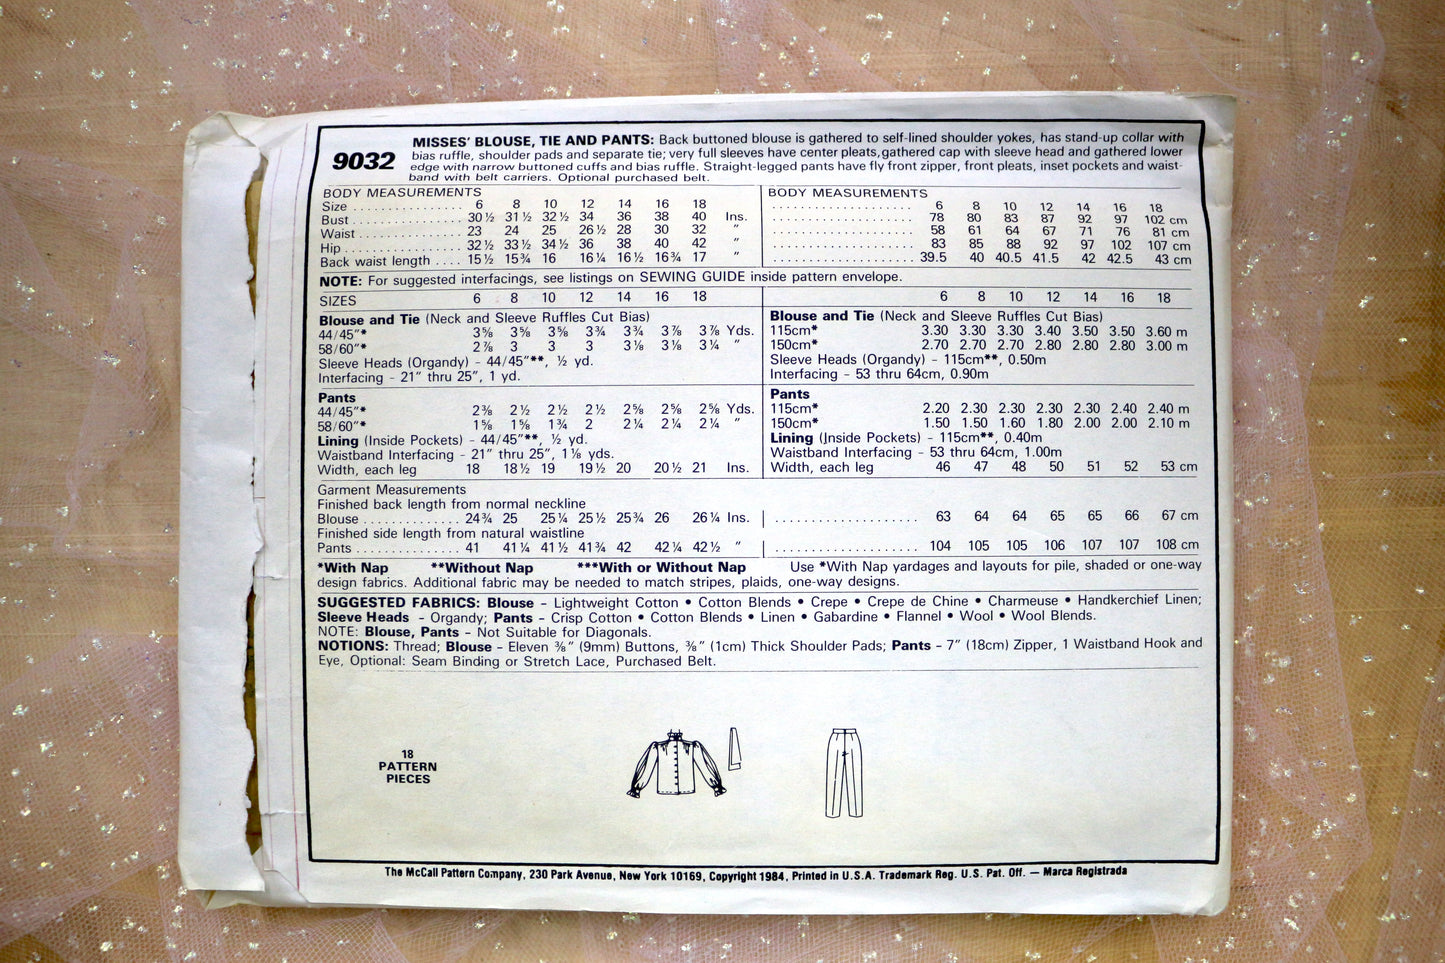 9032
MISSES' BLOUSE, TIE AND PANTS: Back buttoned blouse is gathered to self-lined shoulder yokes, has stand-up collar with
bias ruffle, shoulder pads and separate tie; very full sleeves have center pleats, gathered cap with sleeve head and gathered lower
edge with narrow buttoned cuffs and bias ruffle. Straight-legged pants have fly front zipper, front pleats, inset pockets and waist-
band with belt carriers. Optional purchased belt.
BODY MEASUREMENTS BODY MEASUREMENTS
Size ................ 6 8 10 12 14 16 18 ................ 6 8 10 12 14 16 18
Bust ................ 30½ 31½ 32½ 34 36 38 40 Ins. ................ 78 80 83 87 92 97 102 cm
Waist ................ 23 24 25 26½ 28 30 32 " ................ 58 61 64 67 71 76 81 cm
Hip ................ 32½ 33½ 34½ 36 38 40 42 " ................ 83 85 88 92 97 102 107 cm
Back waist length .... 15½ 15¾ 16 16¼ 16½ 16¾ 17 " ................ 39.5 40 40.5 41.5 42 42.5 43 cm
NOTE: For suggested interfacings, see listings on SEWING GUIDE inside pattern envelope.
SIZES 6 8 10 12 14 16 18 6 8 10 12 14 16 18
Blouse and Tie (Neck and Sleeve Ruffles Cut Bias) Blouse and Tie (Neck and Sleeve Ruffles Cut Bias)
44/45"* 3⅝ 3⅝ 3⅝ 3¾ 3¾ 3⅞ 3⅞ Yds. 115cm* 3.30 3.30 3.30 3.40 3.50 3.50 3.60 m
58/60"* 2⅞ 3 3 3 3⅛ 3⅛ 3¼ " 150cm* 2.70 2.70 2.70 2.80 2.80 2.80 3.00 m
Sleeve Heads (Organdy) - 44/45"**, ½ yd. Sleeve Heads (Organdy) - 115cm**, 0.50m
Interfacing - 21" thru 25", 1 yd. Interfacing - 53 thru 64cm, 0.90m
Pants Pants
44/45"* 2⅜ 2½ 2½ 2½ 2⅝ 2⅝ 2⅝ Yds. 115cm* 2.20 2.30 2.30 2.30 2.30 2.40 2.40 m
58/60"* 1⅝ 1⅝ 1¾ 2 2¼ 2¼ 2¼ " 150cm* 1.50 1.50 1.60 1.80 2.00 2.00 2.10 m
Lining (Inside Pockets) - 44/45"**, ½ yd. Lining (Inside Pockets) - 115cm**, 0.40m
Waistband Interfacing - 21" thru 25", 1⅛ yds. Waistband Interfacing - 53 thru 64cm, 1.00m
Width, each leg 18 18½ 19 19½ 20 20½ 21 Ins. Width, each leg 46 47 48 50 51 52 53 cm
Garment Measurements
Finished back length from normal neckline
Blouse ............. 24¾ 25 25¼ 25½ 25¾ 26 26¼ Ins. ................... 63 64 64 65 65 66 67 cm
Finished side length from natural waistline
Pants .............. 41 41¼ 41½ 41¾ 42 42¼ 42½ " ................... 104 105 105 106 107 107 108 cm
*With Nap **Without Nap ***With or Without Nap Use *With Nap yardages and layouts for pile, shaded or one-way
design fabrics. Additional fabric may be needed to match stripes, plaids, one-way designs.
SUGGESTED FABRICS: Blouse - Lightweight Cotton • Cotton Blends • Crepe • Crepe de Chine • Charmeuse • Handkerchief Linen;
Sleeve Heads - Organdy; Pants - Crisp Cotton • Cotton Blends • Linen • Gabardine • Flannel • Wool • Wool Blends.
NOTE: Blouse, Pants - Not Suitable for Diagonals.
NOTIONS: Thread; Blouse - Eleven ⅜" (9mm) Buttons, ⅜" (1cm) Thick Shoulder Pads; Pants - 7" (18cm) Zipper, 1 Waistband Hook and
Eye, Optional: Seam Binding or Stretch Lace, Purchased Belt.
18
PATTERN
PIECES
The McCall Pattern Company, 230 Park Avenue, New York 10169, Copyright 1984, Printed in U.S.A. Trademark Reg. U.S. Pat. Off. — Marca Registrada